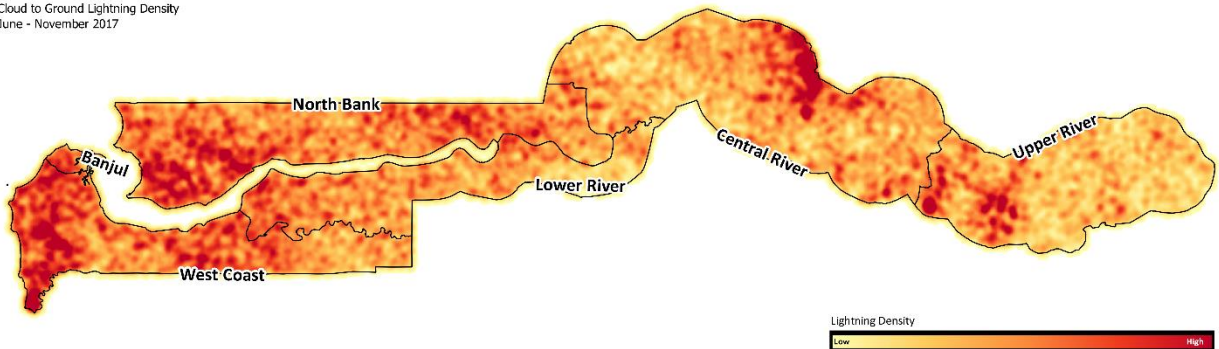 Cloud to Ground Lightning Density
June - November 2017
North Bank
Banjul
Upper River
Central River
Lower River
West Coast
Lightning Density
Low High